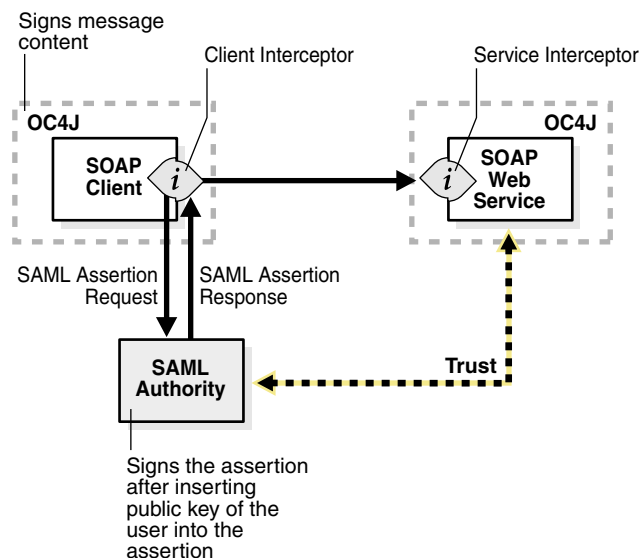 Signs message
content
Client Interceptor
Service Interceptor
OC4J
OC4J
SOAP
Client
i
i
SOAP
Web
Service
SAML Assertion
Request
SAML Assertion
Response
SAML
Authority
Trust
Signs the assertion
after inserting
public key of the
user into the
assertion